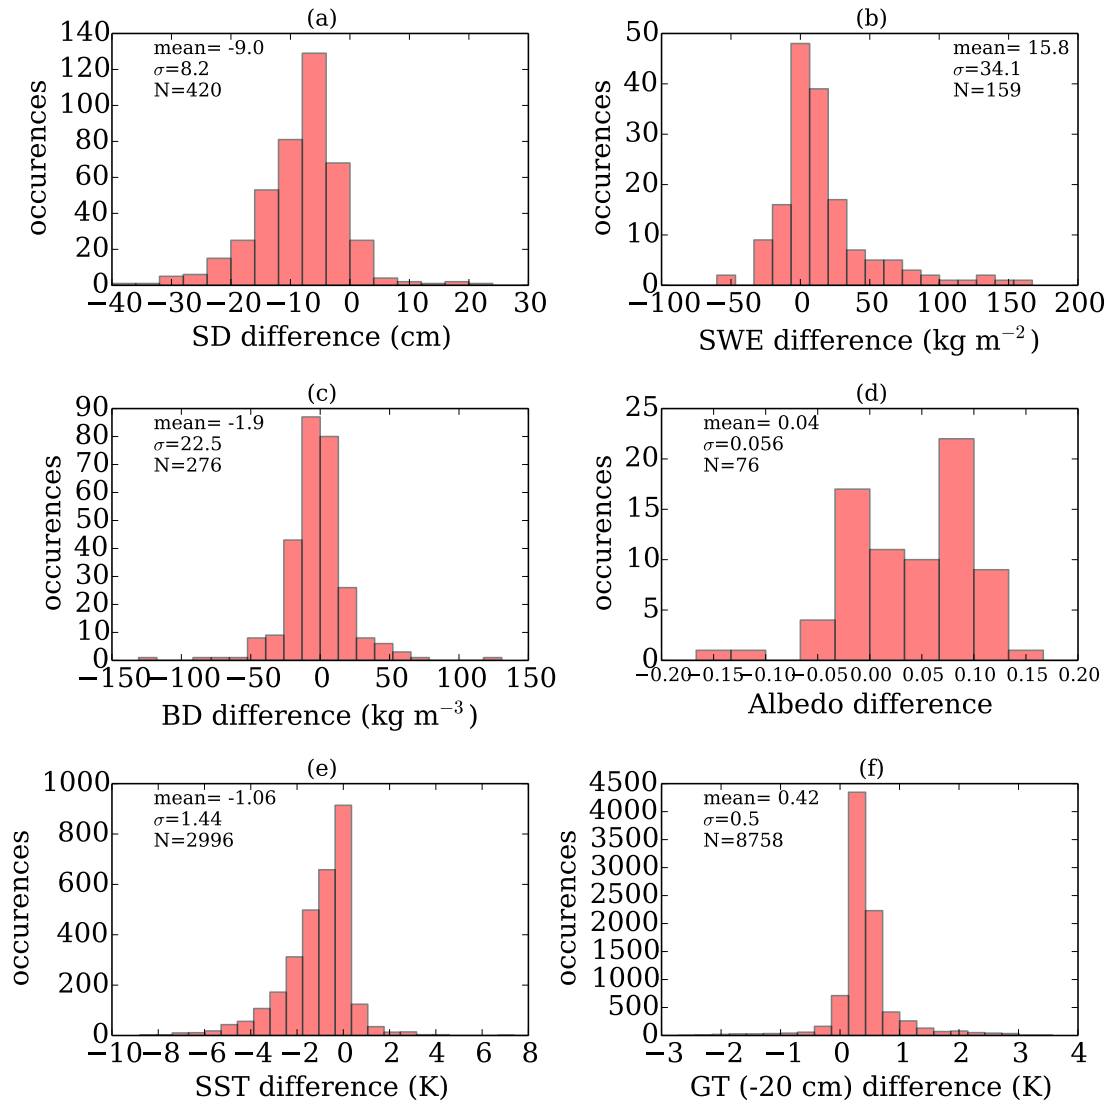 (a)
mean= -9.0
σ=8.2
N=420
140
120
100
80
60
40
20
0
occurences
−40 −30 −20 −10 0 10 20 30
SD difference (cm)
(b)
mean= 15.8
σ=34.1
N=159
50
40
30
20
10
0
occurences
−100 −50 0 50 100 150 200
SWE difference (kg m⁻²)
(c)
mean= -1.9
σ=22.5
N=276
90
80
70
60
50
40
30
20
10
0
occurences
−150 −100 −50 0 50 100 150
BD difference (kg m⁻³)
(d)
mean= 0.04
σ=0.056
N=76
25
20
15
10
5
0
occurences
−0.20 −0.15 −0.10 −0.05 0.00 0.05 0.10 0.15 0.20
Albedo difference
(e)
mean= -1.06
σ=1.44
N=2996
1000
800
600
400
200
0
occurences
−10 −8 −6 −4 −2 0 2 4 6 8
SST difference (K)
(f)
mean= 0.42
σ=0.5
N=8758
4500
4000
3500
3000
2500
2000
1500
1000
500
0
occurences
−3 −2 −1 0 1 2 3 4
GT (-20 cm) difference (K)